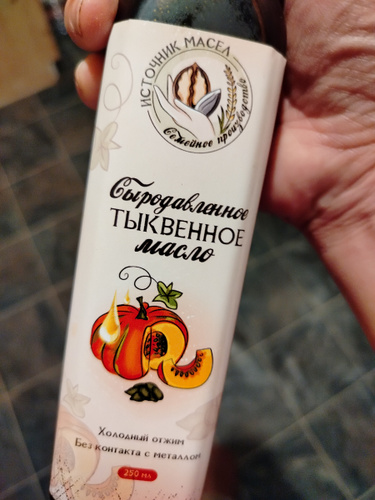 ИСТОЧНИК МАСЕЛ
Семейное производство
Сыродавленное
ТЫКВЕННОЕ
масло
Холодный отжим
Без контакта с металлом
250 мл